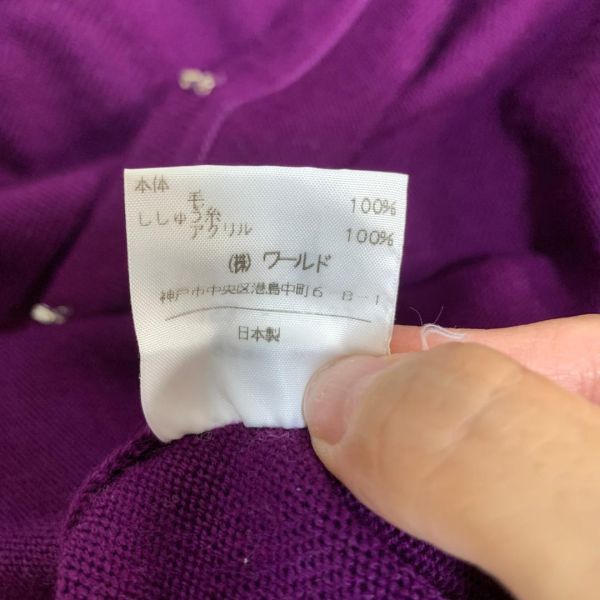 本体
毛 100%
ししゅう糸
アクリル 100%
(株) ワールド
神戸市中央区港島中町6-8-1
日本製